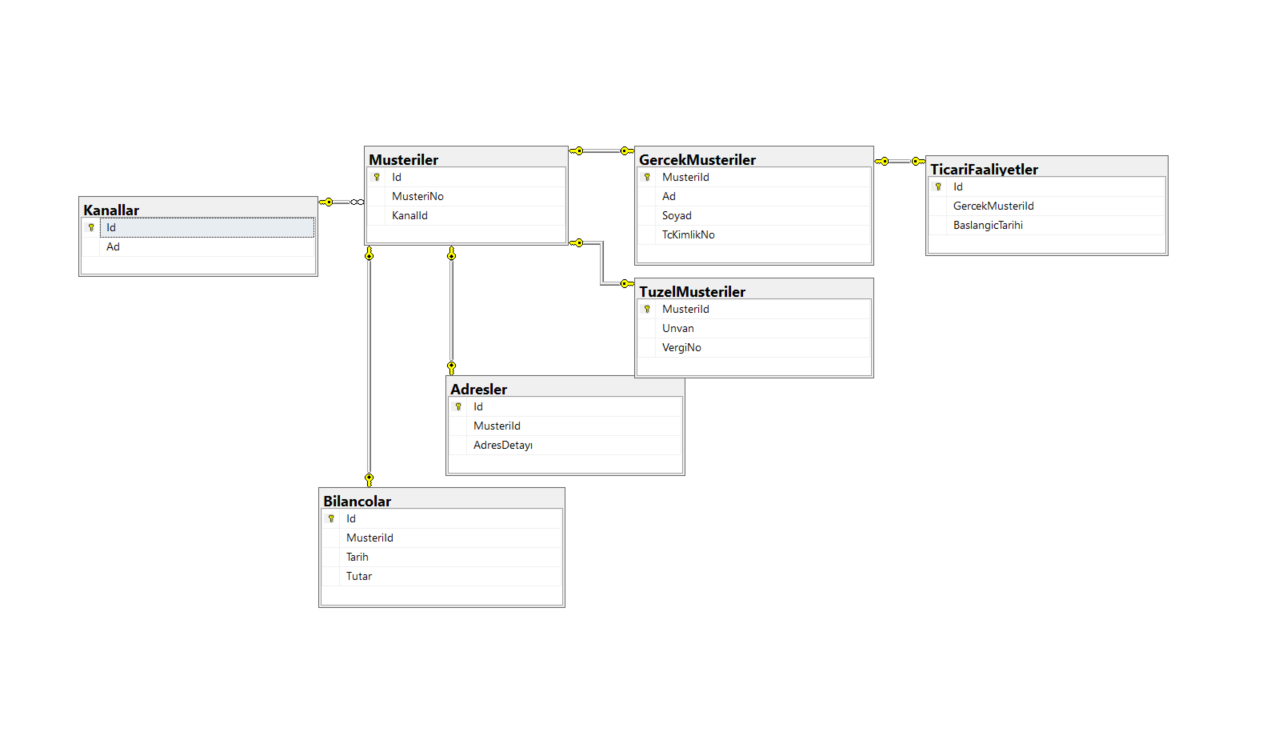 Musteriler
Id
MusteriNo
KanalId
GercekMusteriler
MusteriId
Ad
Soyad
TcKimlikNo
TicariFaaliyetler
Id
GercekMusteriId
BaslangicTarihi
Kanallar
Id
Ad
TuzelMusteriler
MusteriId
Unvan
VergiNo
Adresler
Id
MusteriId
AdresDetayı
Bilancolar
Id
MusteriId
Tarih
Tutar